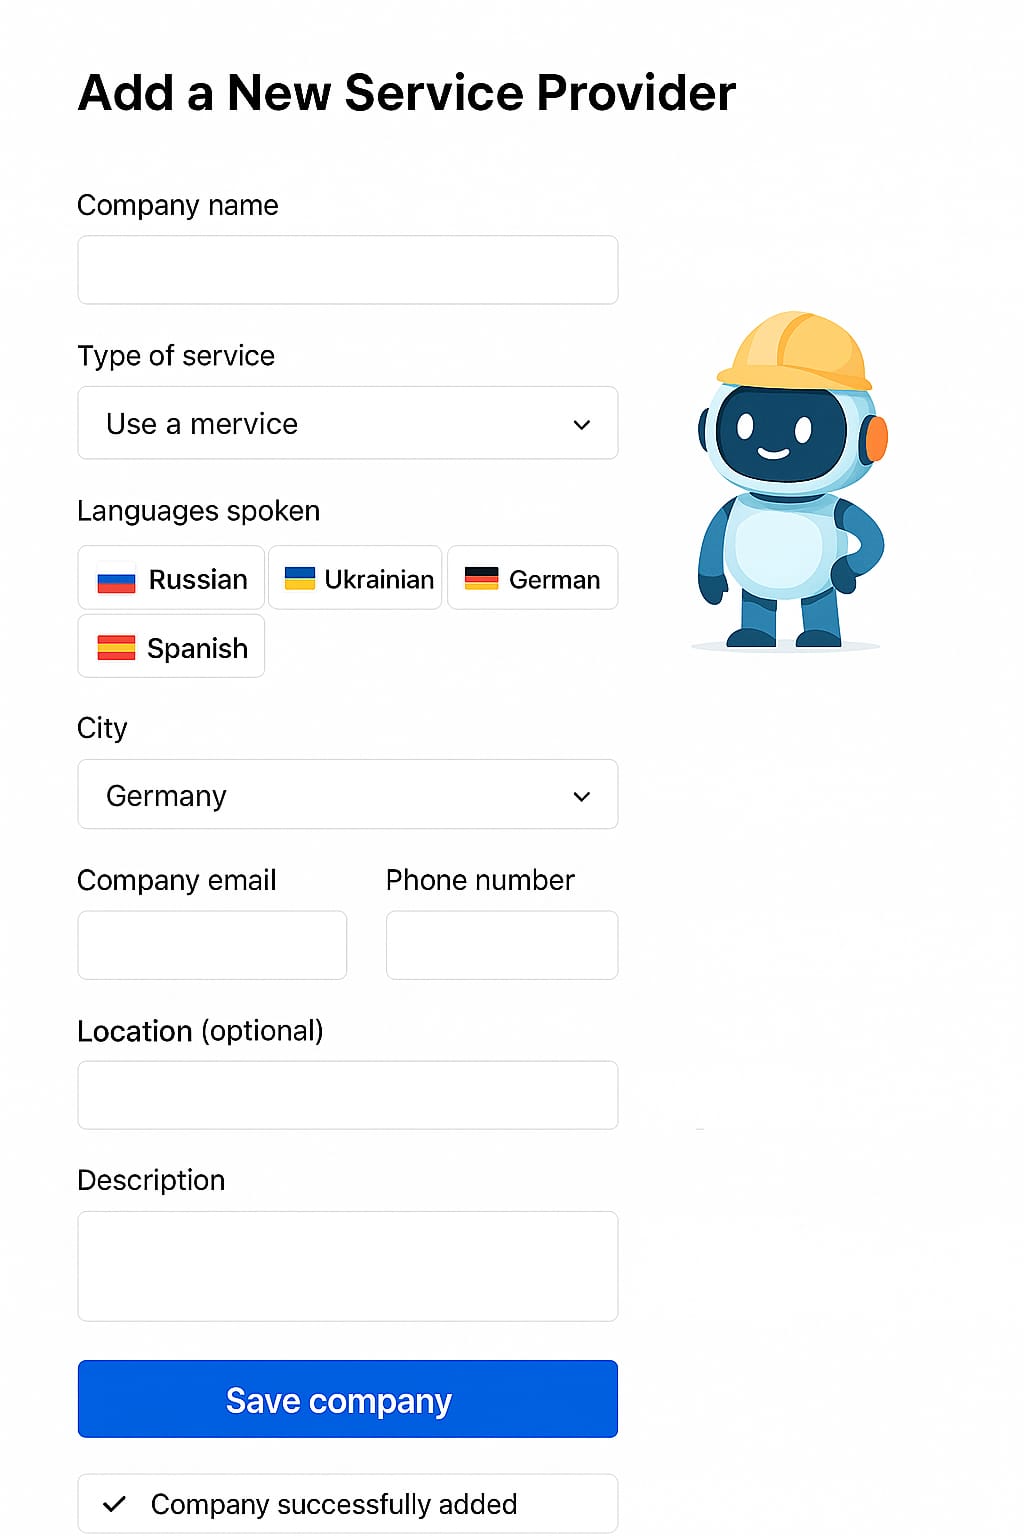 Add a New Service Provider
Company name
Type of service
Use a mervice
Languages spoken
Russian
Ukrainian
German
Spanish
City
Germany
Company email
Phone number
Location (optional)
Description
Save company
Company successfully added